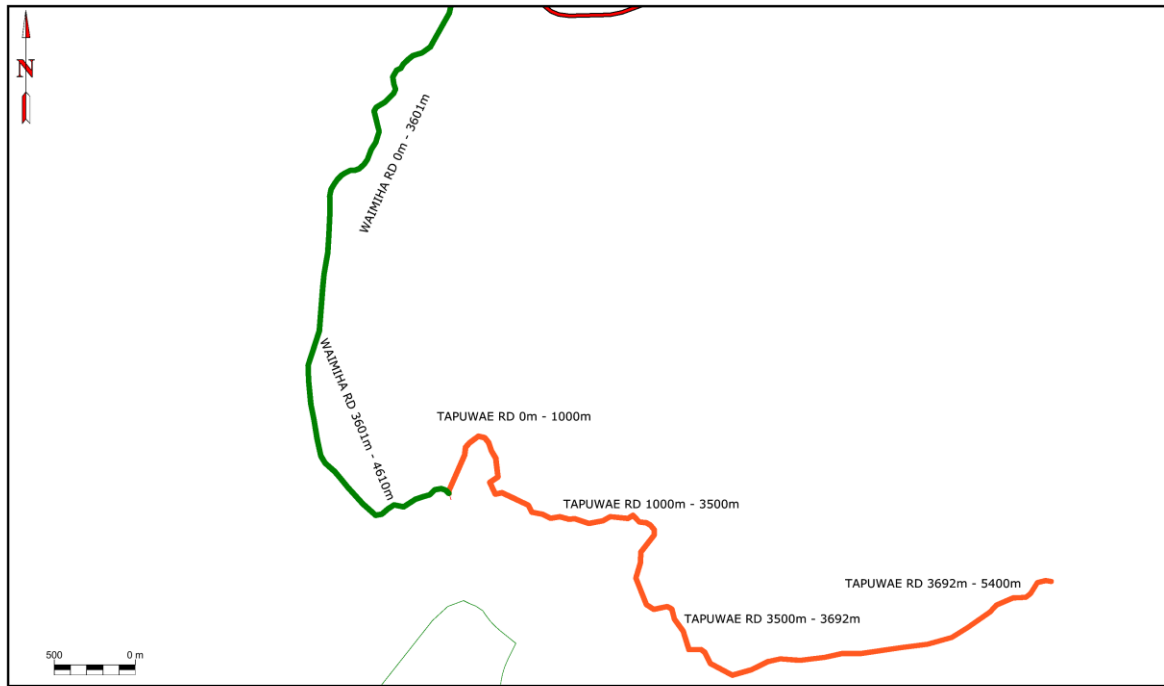 N
WAIMIHA RD 0m - 3601m
WAIMIHA RD 3601m - 4610m
TAPUWAE RD 0m - 1000m
TAPUWAE RD 1000m - 3500m
TAPUWAE RD 3692m - 5400m
TAPUWAE RD 3500m - 3692m
500 0 m